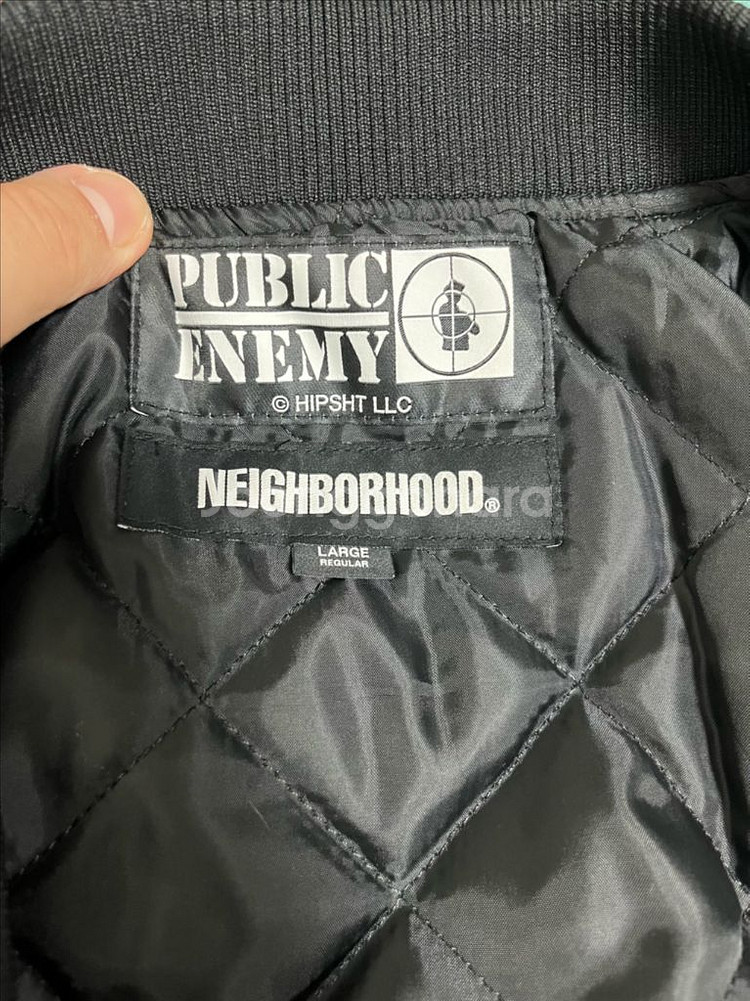 PUBLIC
ENEMY
© HIPSHT LLC
NEIGHBORHOOD®
LARGE
REGULAR